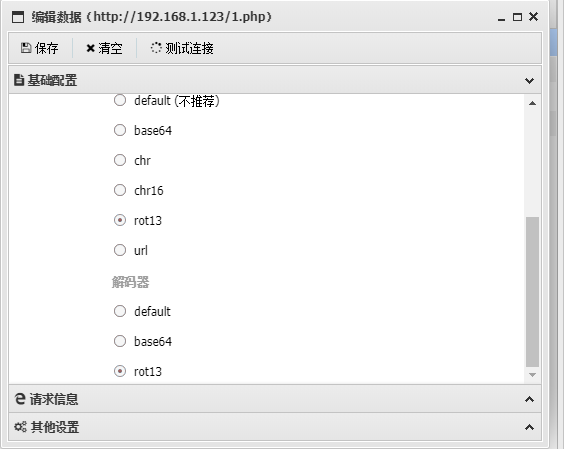 编辑数据 (http://192.168.1.123/1.php)
保存 清空 测试连接
基础配置
default (不推荐)
base64
chr
chr16
rot13
url
解码器
default
base64
rot13
请求信息
其他设置